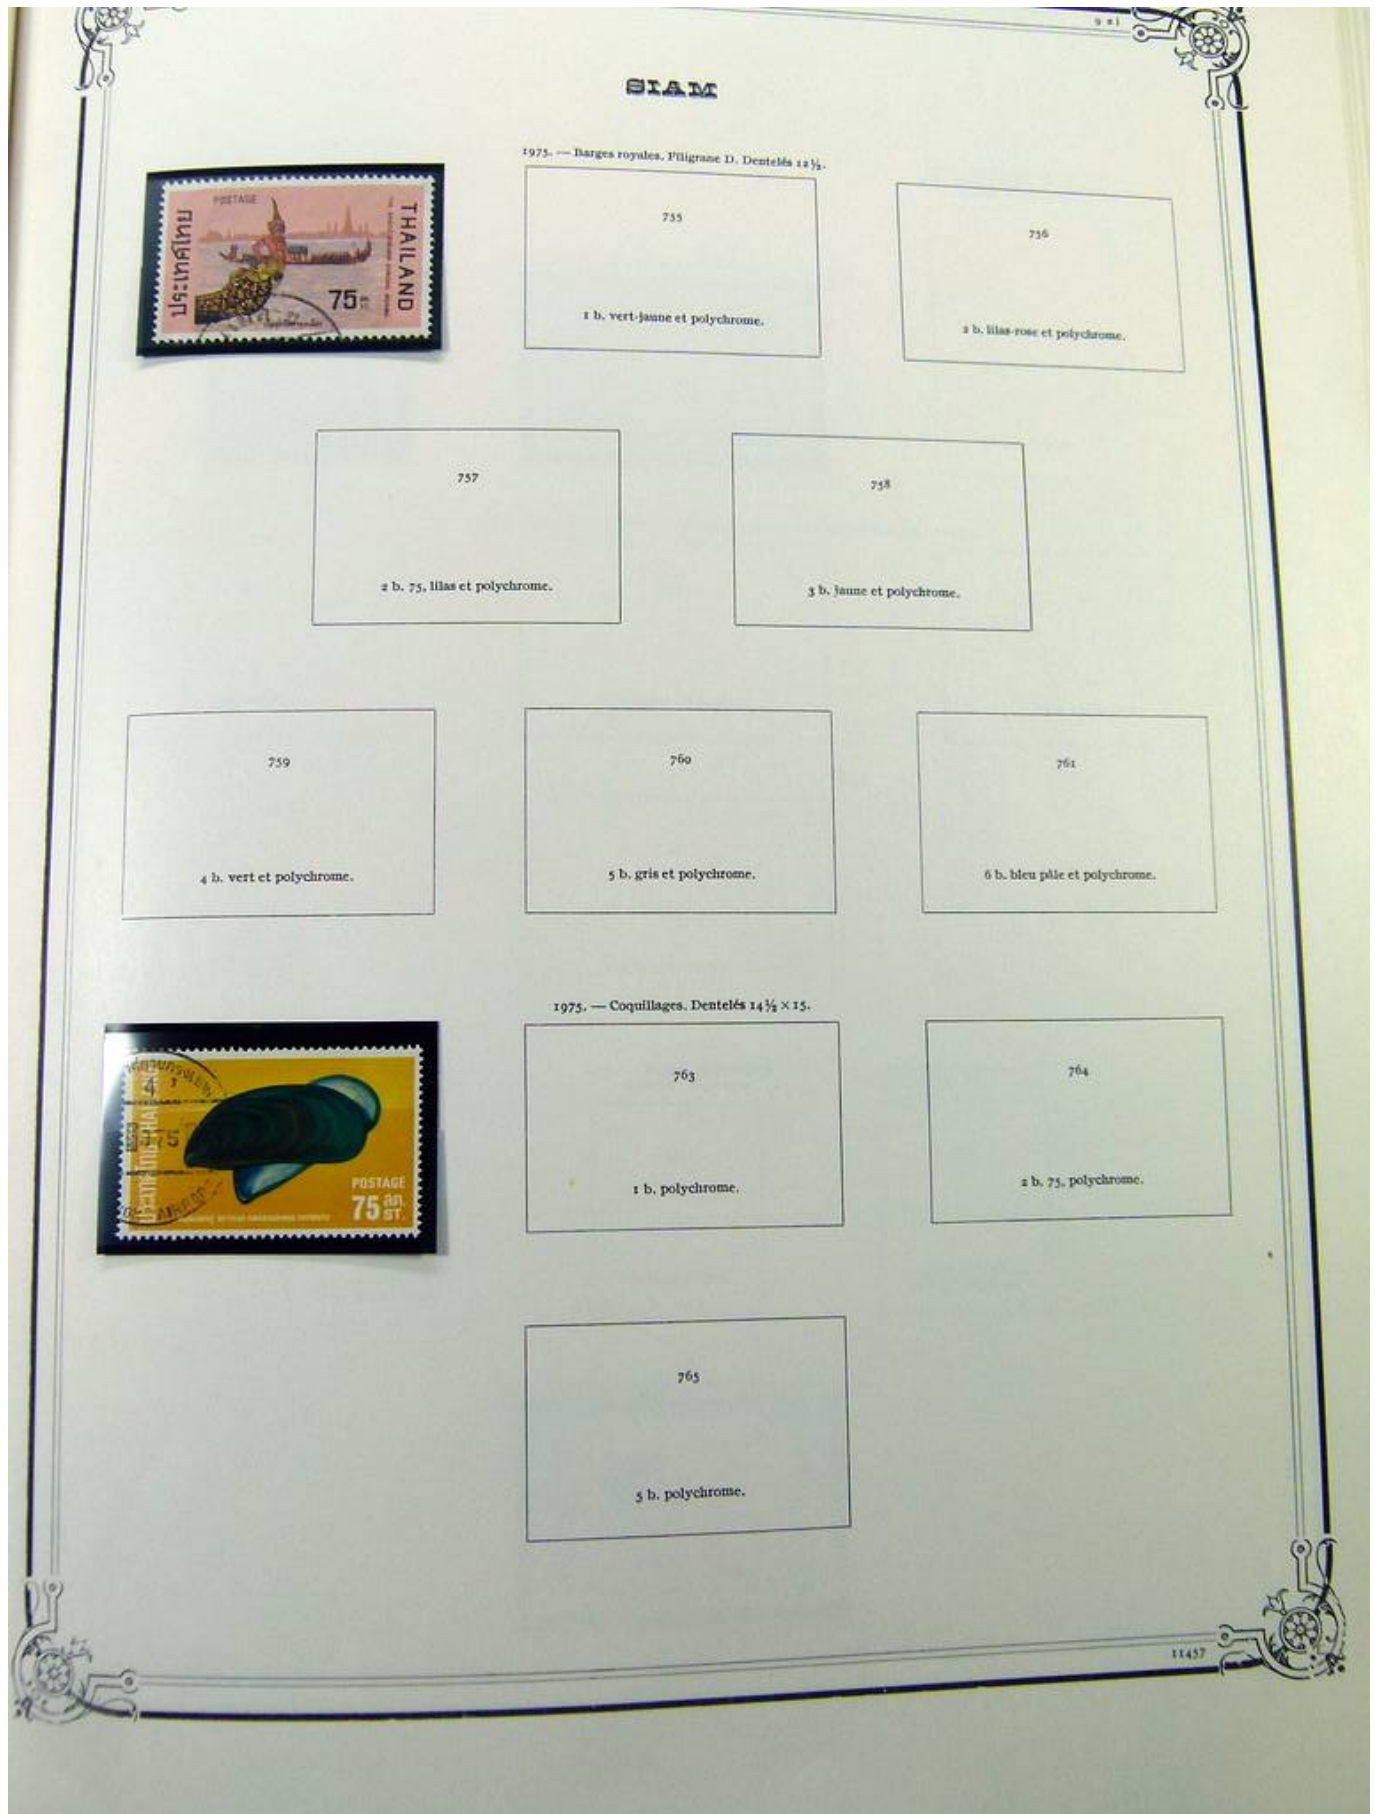 SIAM
1975. — Barges royales. Filigrane D. Dentelés 12½.
POSTAGE
ประเทศไทย
THAILAND
75
755
1 b. vert-jaune et polychrome.
756
2 b. lilas-rose et polychrome.
757
2 b. 75, lilas et polychrome.
758
3 b. jaune et polychrome.
759
4 b. vert et polychrome.
760
5 b. gris et polychrome.
761
6 b. bleu pâle et polychrome.
1975. — Coquillages. Dentelés 14½ × 15.
4
POSTAGE
75 สต.
ST.
763
1 b. polychrome.
764
2 b. 75, polychrome.
765
5 b. polychrome.
11457